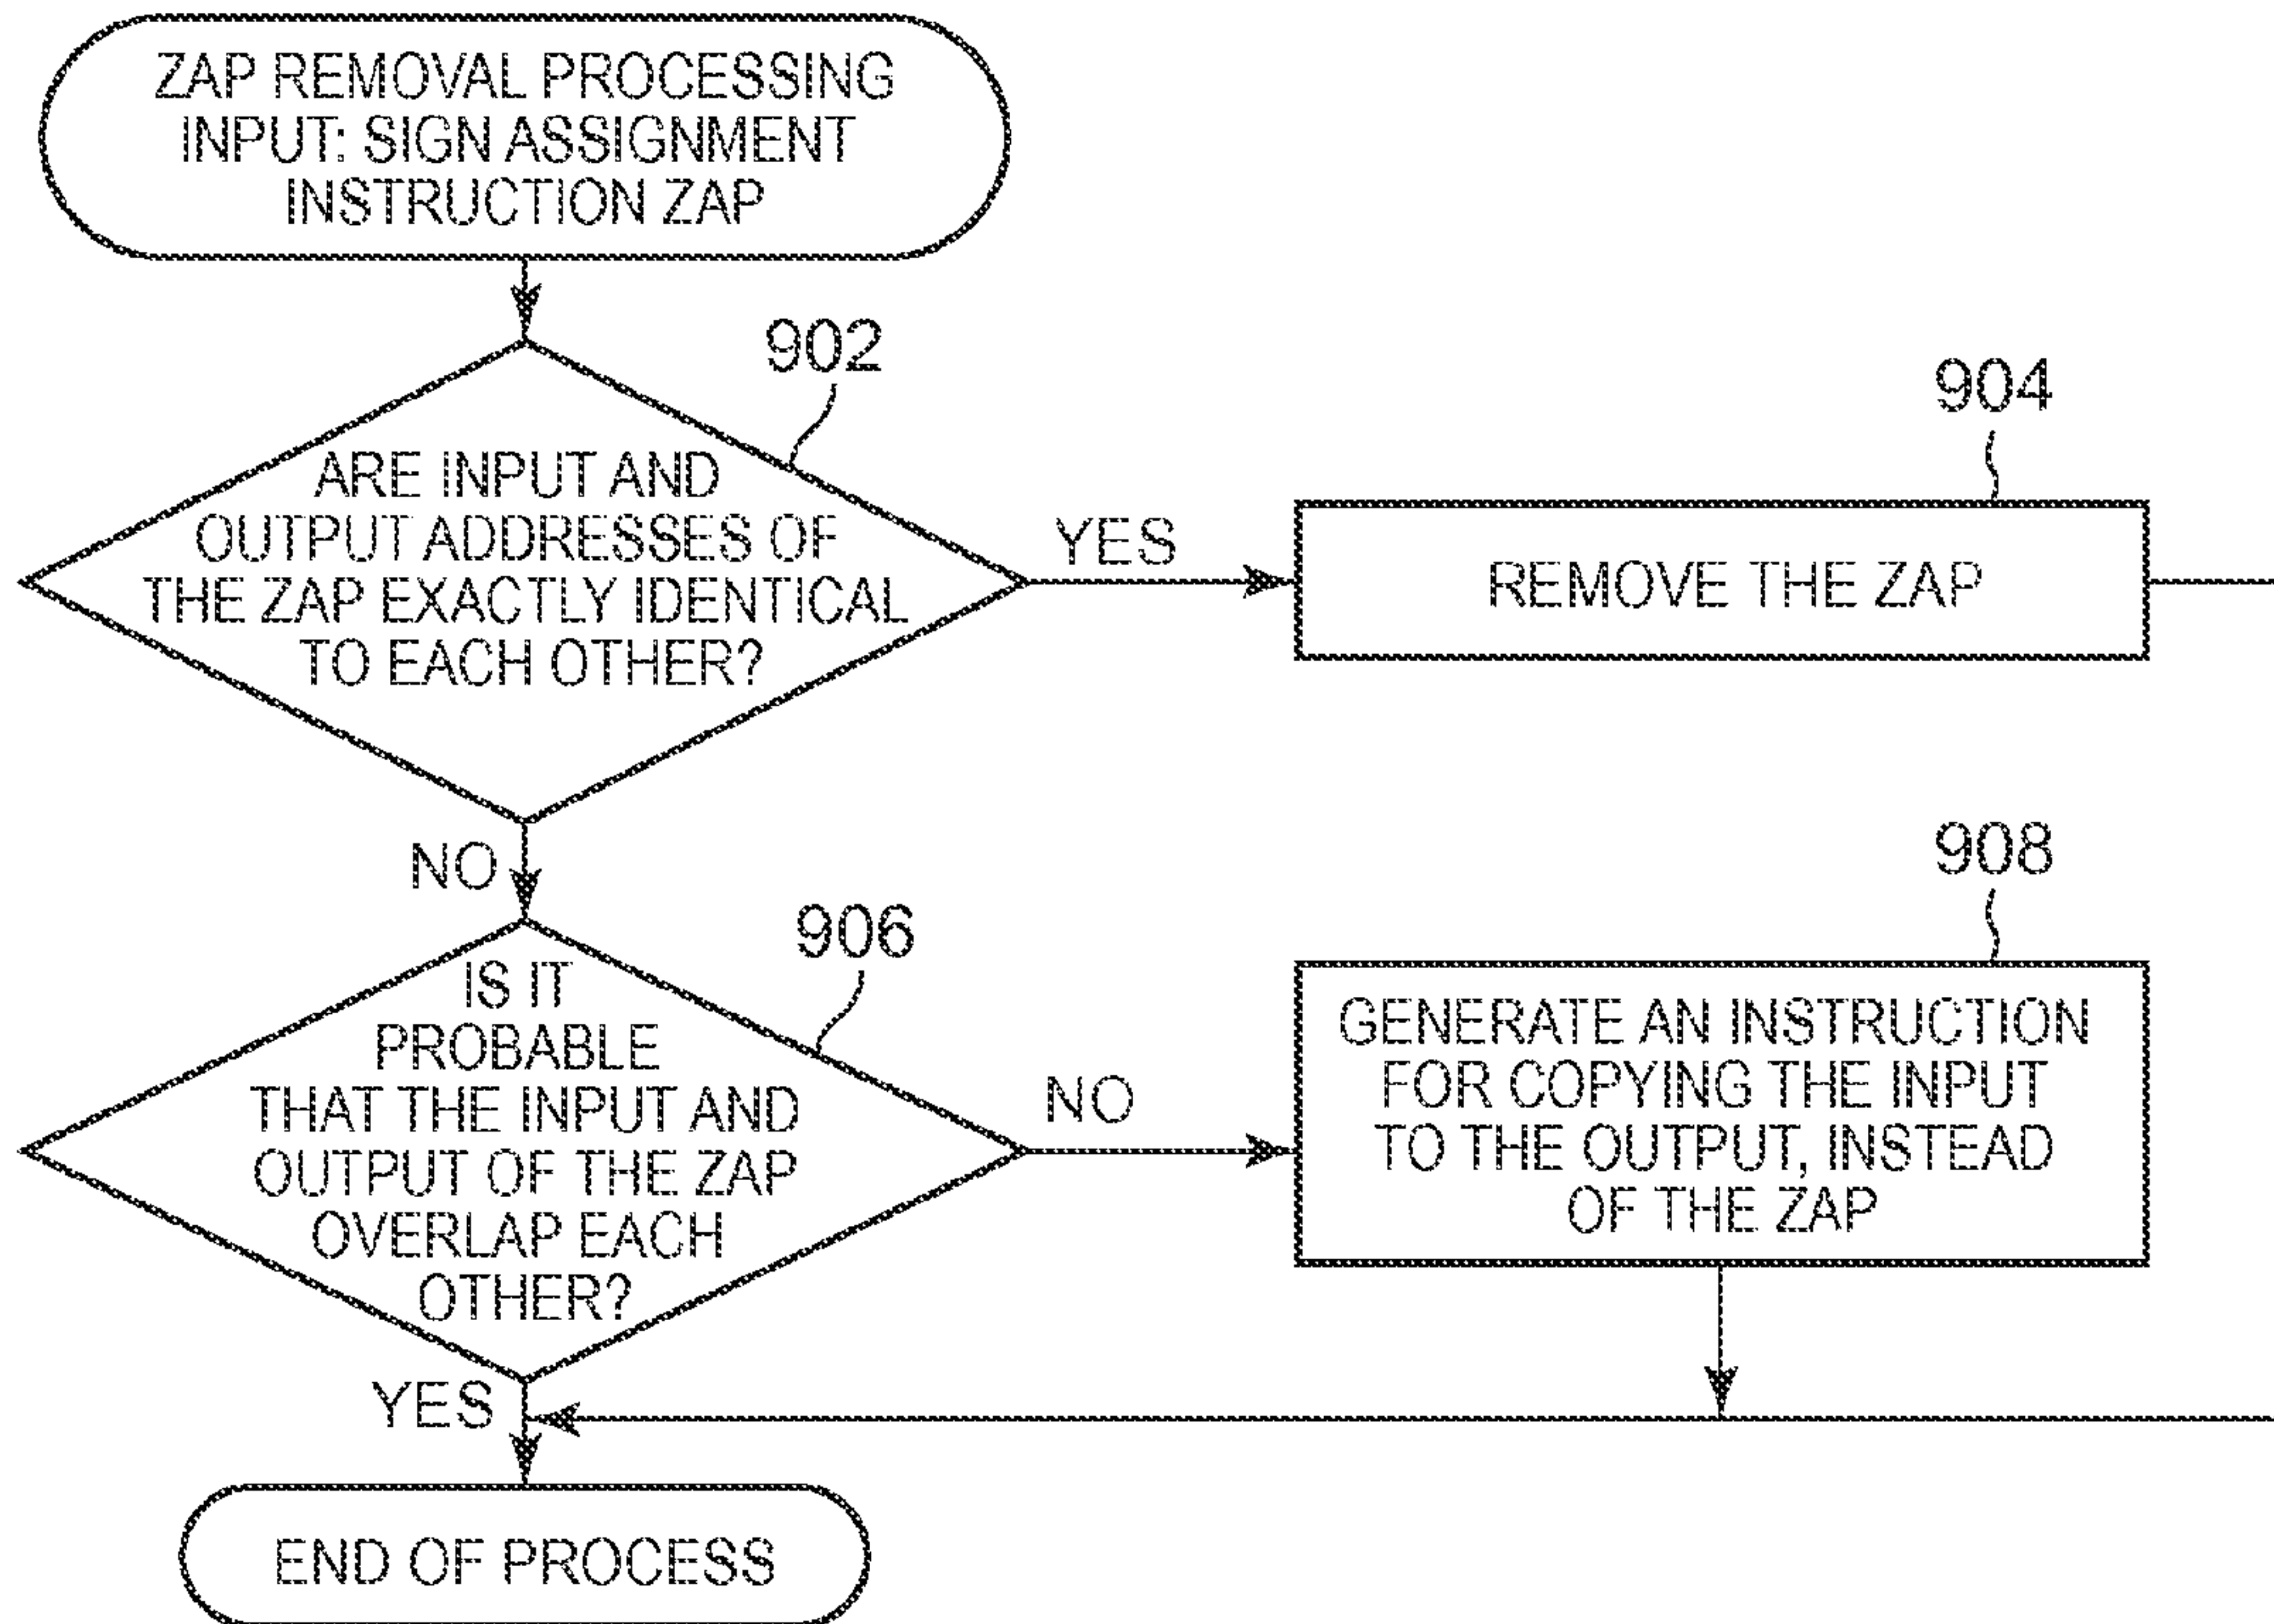 ZAP REMOVAL PROCESSING
INPUT: SIGN ASSIGNMENT
INSTRUCTION ZAP
902
ARE INPUT AND
OUTPUT ADDRESSES OF
THE ZAP EXACTLY IDENTICAL
TO EACH OTHER?
YES
904
REMOVE THE ZAP
NO
906
IS IT
PROBABLE
THAT THE INPUT AND
OUTPUT OF THE ZAP
OVERLAP EACH
OTHER?
NO
908
GENERATE AN INSTRUCTION
FOR COPYING THE INPUT
TO THE OUTPUT, INSTEAD
OF THE ZAP
YES
END OF PROCESS